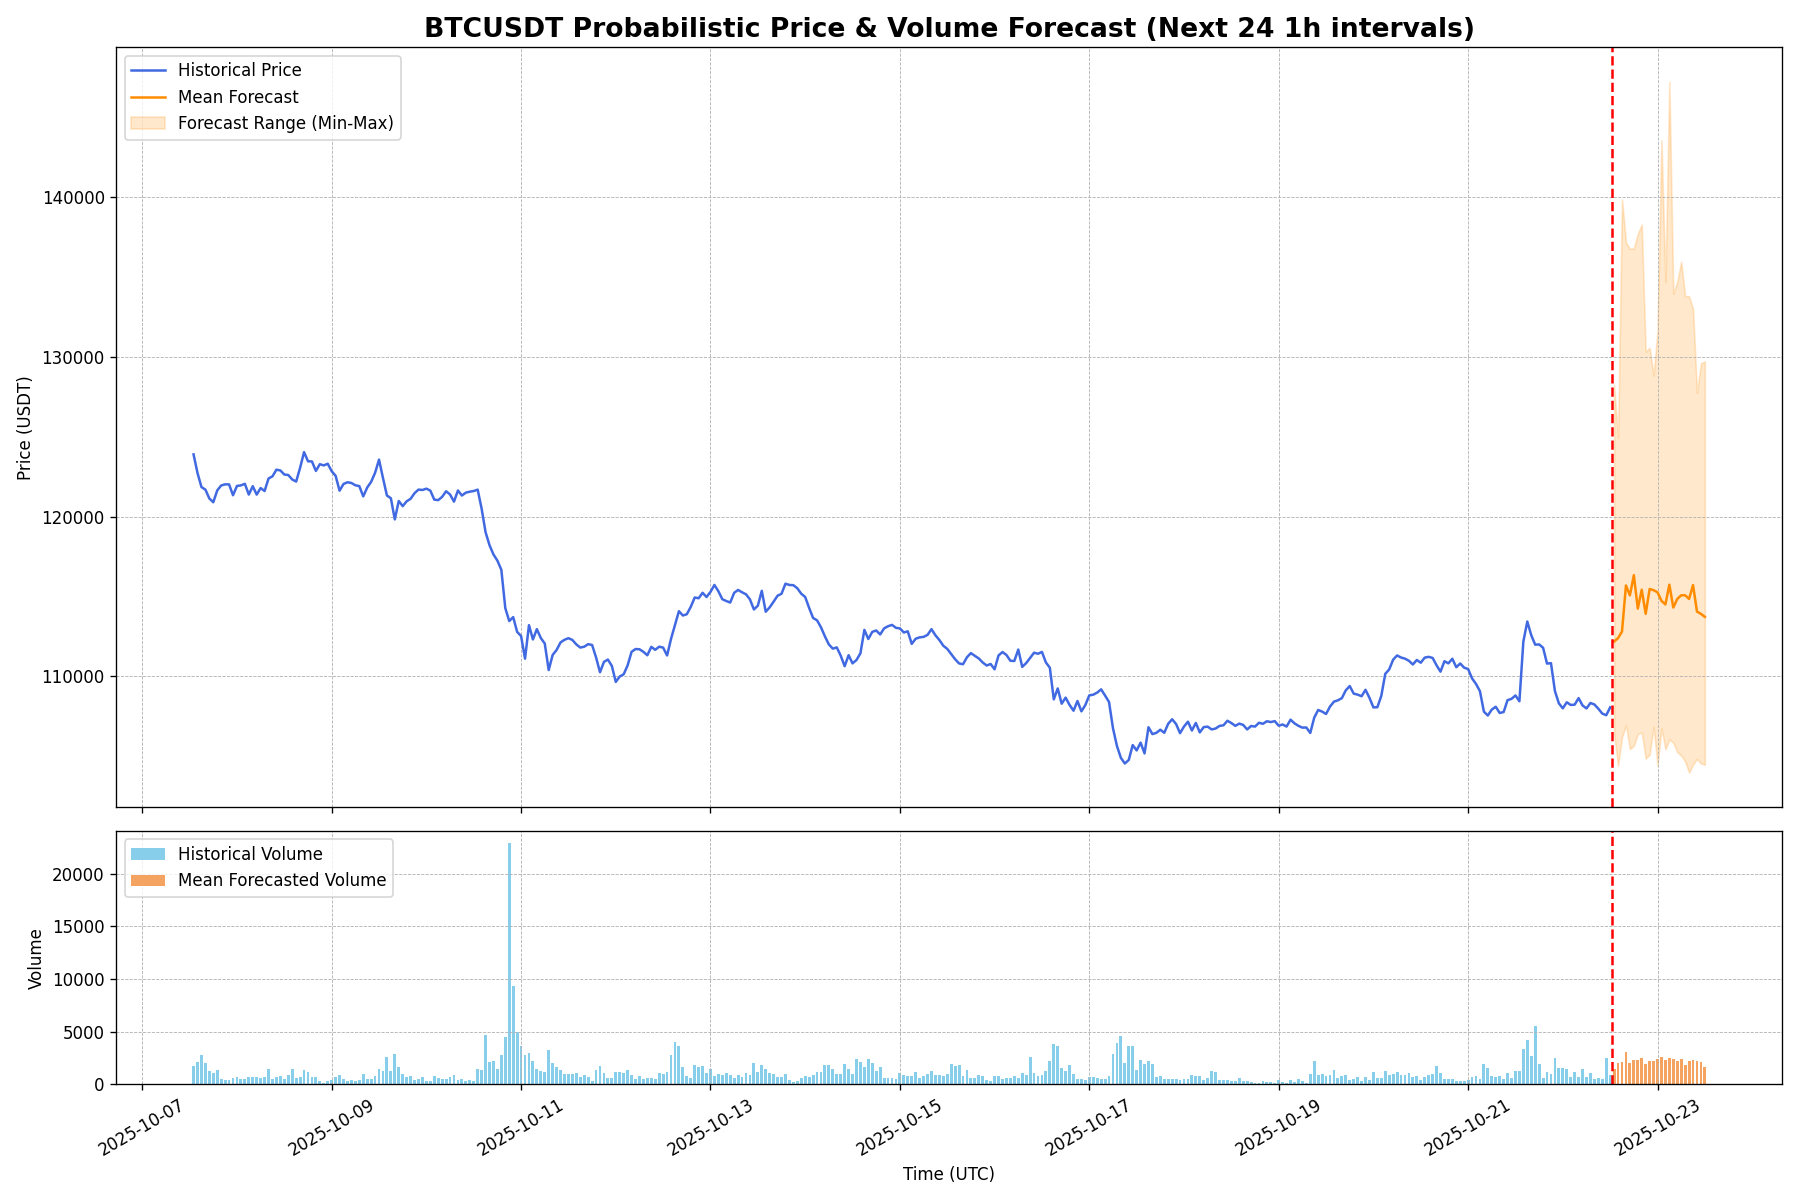 BTCUSDT Probabilistic Price & Volume Forecast (Next 24 1h intervals)
Historical Price
Mean Forecast
Forecast Range (Min-Max)
Price (USDT)
140000
130000
120000
110000
Historical Volume
Mean Forecasted Volume
Volume
20000
15000
10000
5000
0
2025-10-07
2025-10-09
2025-10-11
2025-10-13
2025-10-15
2025-10-17
2025-10-19
2025-10-21
2025-10-23
Time (UTC)